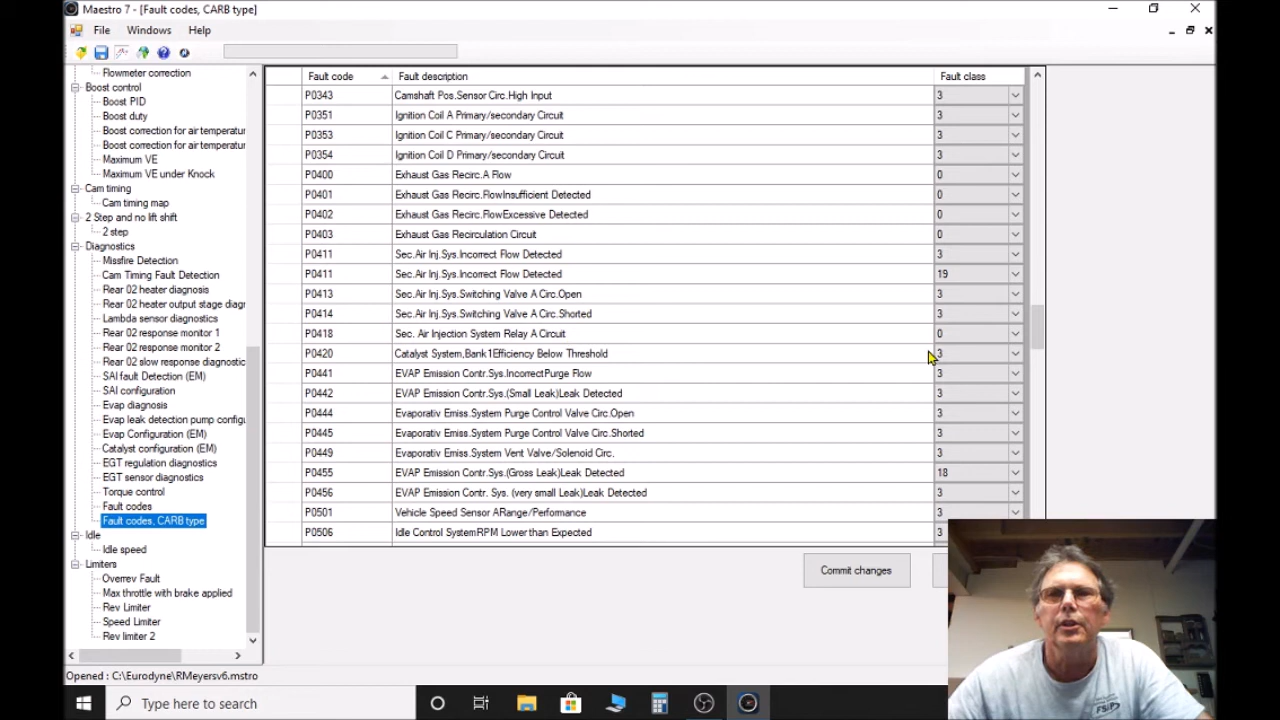 Maestro 7 - [Fault codes, CARB type]
File Windows Help
Flowmeter correction
Boost control
Boost PID
Boost duty
Boost correction for air temperatur
Boost correction for air temperatur
Maximum VE
Maximum VE under Knock
Cam timing
Cam timing map
2 Step and no lift shift
2 step
Diagnostics
Missfire Detection
Cam Timing Fault Detection
Rear 02 heater diagnosis
Rear 02 heater output stage diagr
Lambda sensor diagnostics
Rear 02 response monitor 1
Rear 02 response monitor 2
Rear 02 slow response diagnostic
SAI fault Detection (EM)
SAI configuration
Evap diagnosis
Evap leak detection pump configu
Evap Configuration (EM)
Catalyst configuration (EM)
EGT regulation diagnostics
EGT sensor diagnostics
Torque control
Fault codes
Fault codes, CARB type
Idle
Idle speed
Limiters
Overrev Fault
Max throttle with brake applied
Rev Limiter
Speed Limiter
Rev limiter 2
Fault code Fault description Fault class
P0343 Camshaft Pos.Sensor Circ.High Input 3
P0351 Ignition Coil A Primary/secondary Circuit 3
P0353 Ignition Coil C Primary/secondary Circuit 3
P0354 Ignition Coil D Primary/secondary Circuit 3
P0400 Exhaust Gas Recirc.A Flow 0
P0401 Exhaust Gas Recirc.FlowInsufficient Detected 0
P0402 Exhaust Gas Recirc.FlowExcessive Detected 0
P0403 Exhaust Gas Recirculation Circuit 0
P0411 Sec.Air Inj.Sys.Incorrect Flow Detected 3
P0411 Sec.Air Inj.Sys.Incorrect Flow Detected 19
P0413 Sec.Air Inj.Sys.Switching Valve A Circ.Open 3
P0414 Sec.Air Inj.Sys.Switching Valve A Circ.Shorted 3
P0418 Sec. Air Injection System Relay A Circuit 0
P0420 Catalyst System,Bank1Efficiency Below Threshold 3
P0441 EVAP Emission Contr.Sys.IncorrectPurge Flow 3
P0442 EVAP Emission Contr.Sys.(Small Leak)Leak Detected 3
P0444 Evaporativ Emiss.System Purge Control Valve Circ.Open 3
P0445 Evaporativ Emiss.System Purge Control Valve Circ.Shorted 3
P0449 Evaporativ Emiss.System Vent Valve/Solenoid Circ. 3
P0455 EVAP Emission Contr.Sys.(Gross Leak)Leak Detected 18
P0456 EVAP Emission Contr. Sys. (very small Leak)Leak Detected 3
P0501 Vehicle Speed Sensor ARange/Performance 3
P0506 Idle Control SystemRPM Lower than Expected 3
Commit changes
Opened : C:\Eurodyne\RMeyersv6.mstro
Type here to search